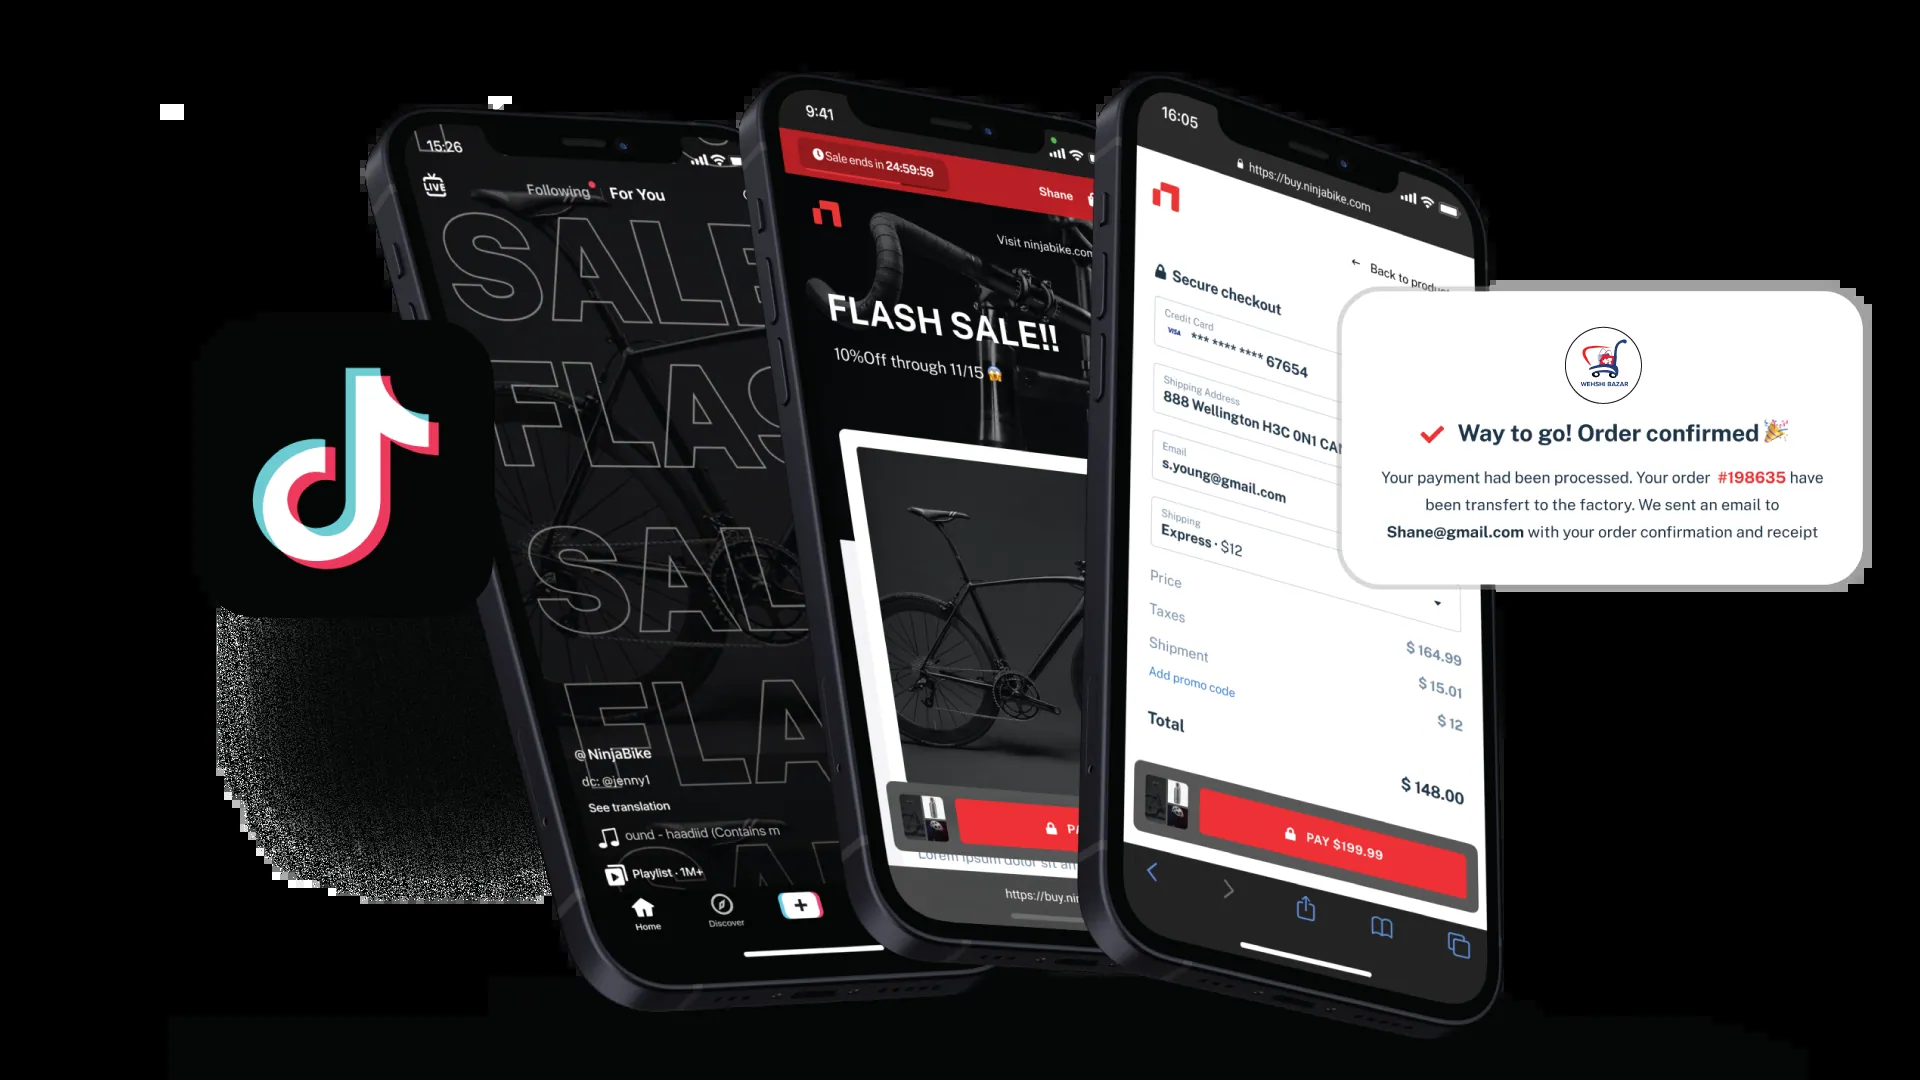 15:26
LIVE
Following
For You
SALE
FLAS
SAL
FLA
SAL
@NinjaBike
dc: @jenny1
See translation
ound - haadiid (Contains m
Playlist · 1M+
Home
Discover
9:41
Sale ends in 24:59:59
Shane
Visit ninjabike.com
FLASH SALE!!
10%Off through 11/15 😱
Lorem ipsum dolor sit am
https://buy.nin
16:05
https://buy.ninjabike.com
← Back to produc
Secure checkout
Credit Card
VISA *** **** **** 67654
Shipping Address
888 Wellington H3C 0N1 CAN
Email
s.young@gmail.com
Shipping
Express · $12
Price
$ 164.99
Taxes
$ 15.01
Shipment
$ 12
Add promo code
Total
$ 148.00
PAY $199.99
WEHSHI BAZAR
Way to go! Order confirmed 🎉
Your payment had been processed. Your order #198635 have
been transfert to the factory. We sent an email to
Shane@gmail.com with your order confirmation and receipt